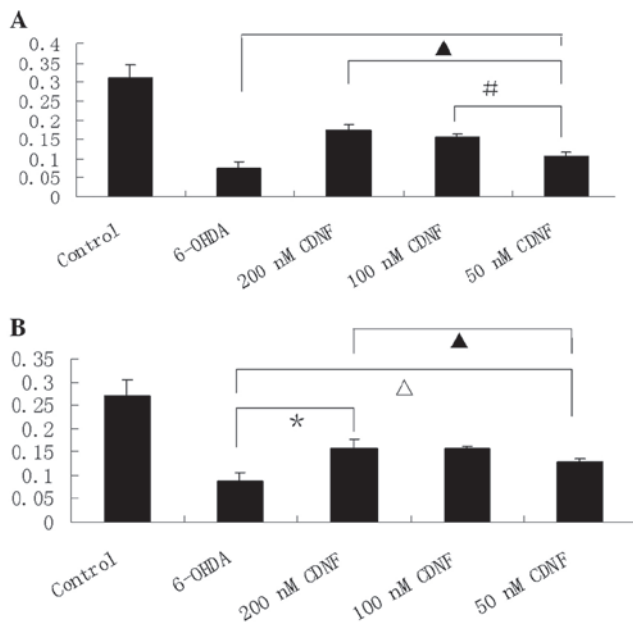 A
0.4
0.35
0.3
0.25
0.2
0.15
0.1
0.05
0
▲
#
Control
6-OHDA
200 nM CDNF
100 nM CDNF
50 nM CDNF
B
0.35
0.3
0.25
0.2
0.15
0.1
0.05
0
▲
△
*
Control
6-OHDA
200 nM CDNF
100 nM CDNF
50 nM CDNF